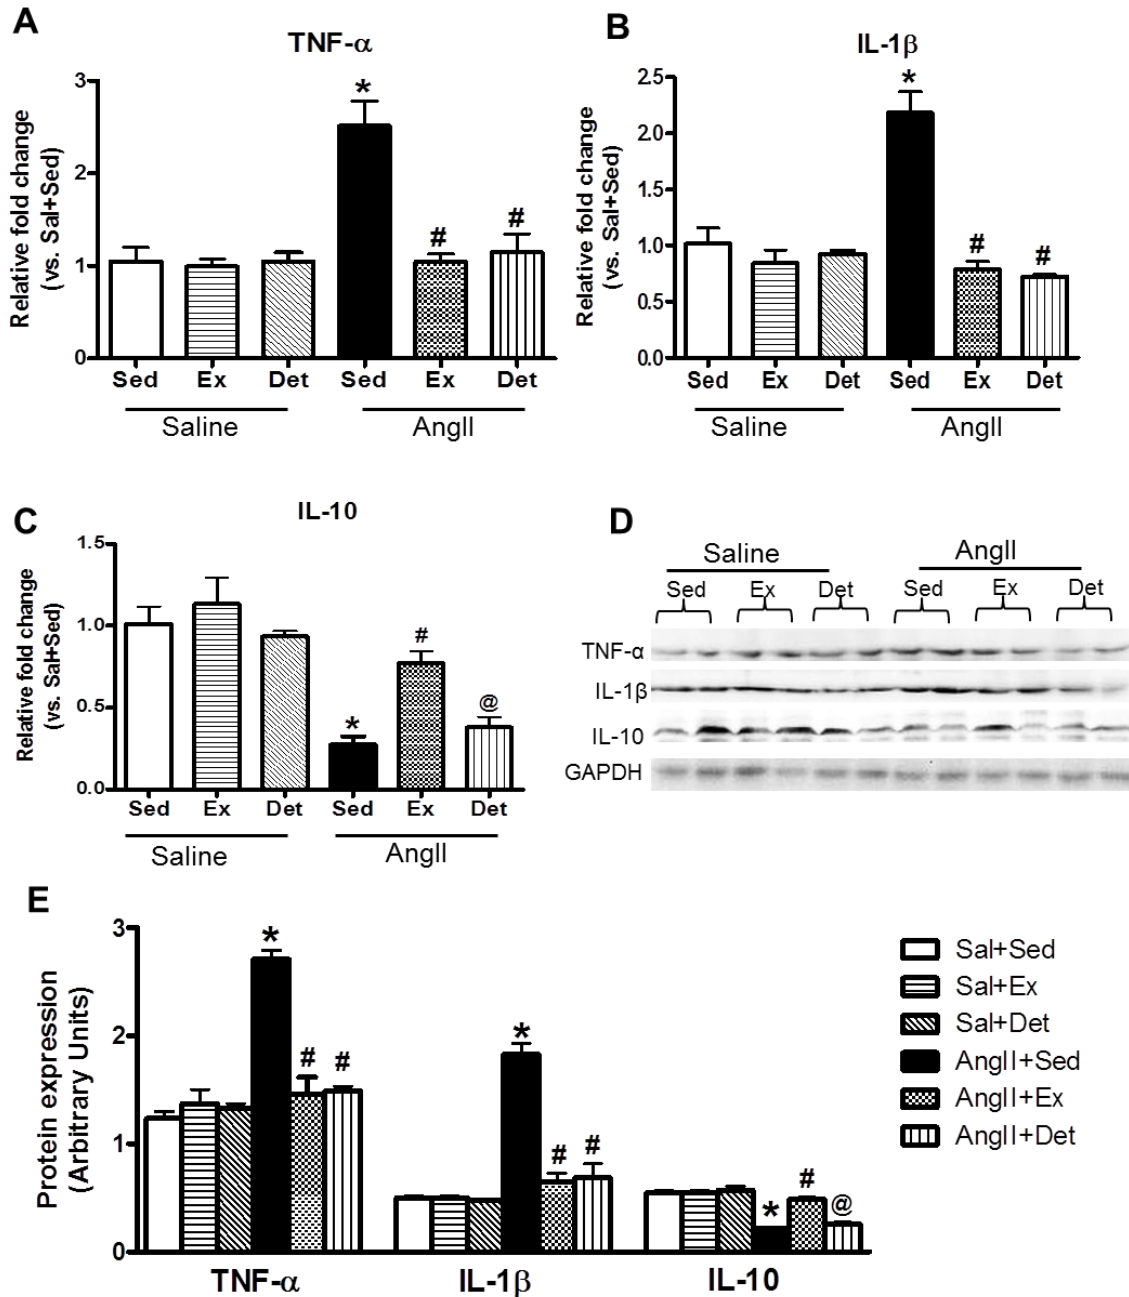 A
TNF-α
Relative fold change
(vs. Sal+Sed)
3
2
1
0
*
#
#
Sed Ex Det Sed Ex Det
Saline AngII
B
IL-1β
Relative fold change
(vs. Sal+Sed)
2.5
2.0
1.5
1.0
0.5
0.0
*
#
#
Sed Ex Det Sed Ex Det
Saline AngII
C
IL-10
Relative fold change
(vs. Sal+Sed)
1.5
1.0
0.5
0.0
*
#
@
Sed Ex Det Sed Ex Det
Saline AngII
D
Saline AngII
Sed Ex Det Sed Ex Det
TNF-α
IL-1β
IL-10
GAPDH
E
Protein expression
(Arbitrary Units)
3
2
1
0
* # #
* # #
* # @
TNF-α IL-1β IL-10
Sal+Sed
Sal+Ex
Sal+Det
AngII+Sed
AngII+Ex
AngII+Det